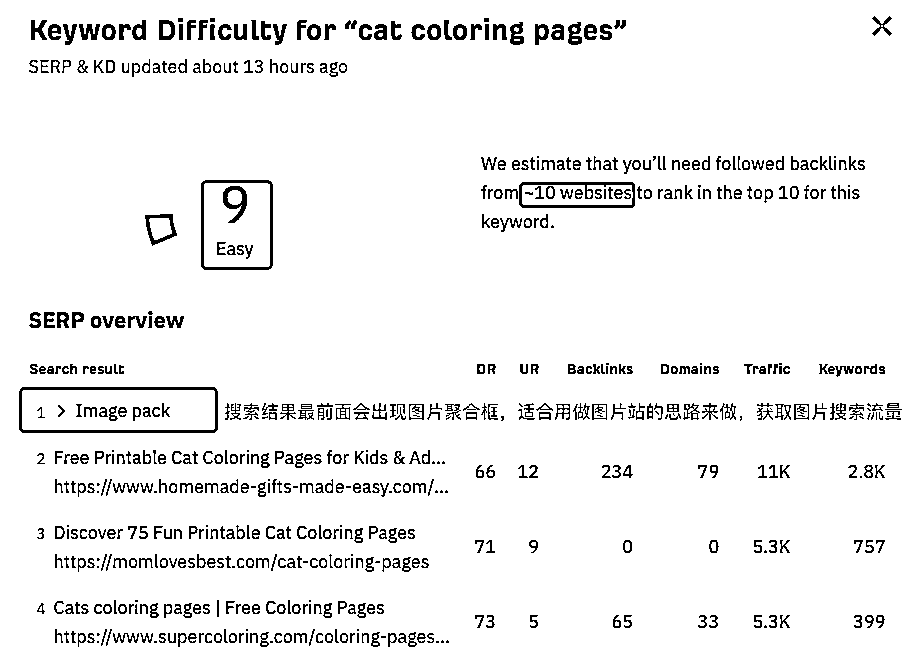 Keyword Difficulty for “cat coloring pages”
SERP & KD updated about 13 hours ago
We estimate that you’ll need followed backlinks
from ~10 websites to rank in the top 10 for this
keyword.
9
Easy
SERP overview
Search result DR UR Backlinks Domains Traffic Keywords
1 > Image pack 搜索结果最前面会出现图片聚合框，适合用做图片站的思路来做，获取图片搜索流量
2 Free Printable Cat Coloring Pages for Kids & Ad...
https://www.homemade-gifts-made-easy.com/... 66 12 234 79 11K 2.8K
3 Discover 75 Fun Printable Cat Coloring Pages
https://momlovesbest.com/cat-coloring-pages 71 9 0 0 5.3K 757
4 Cats coloring pages | Free Coloring Pages
https://www.supercoloring.com/coloring-pages... 73 5 65 33 5.3K 399